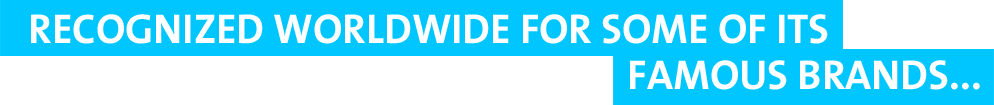 RECOGNIZED WORLDWIDE FOR SOME OF ITS
FAMOUS BRANDS...